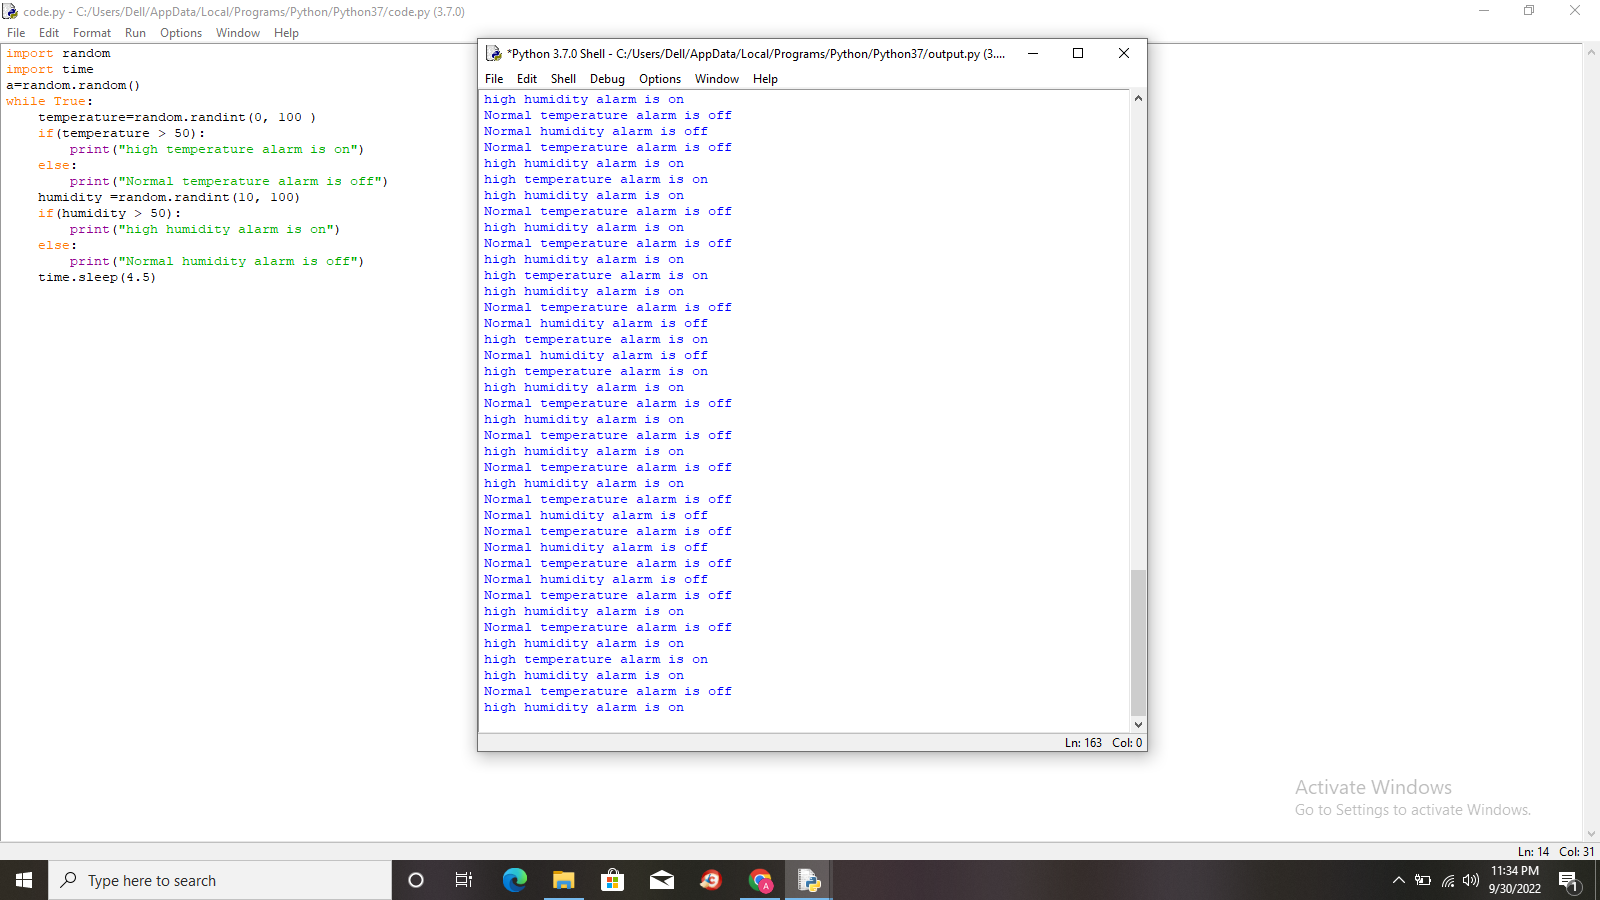 code.py - C:/Users/Dell/AppData/Local/Programs/Python/Python37/code.py (3.7.0)
File Edit Format Run Options Window Help
import random
import time
a=random.random()
while True:
    temperature=random.randint(0, 100 )
    if(temperature > 50):
        print("high temperature alarm is on")
    else:
        print("Normal temperature alarm is off")
    humidity =random.randint(10, 100)
    if(humidity > 50):
        print("high humidity alarm is on")
    else:
        print("Normal humidity alarm is off")
    time.sleep(4.5)
*Python 3.7.0 Shell - C:/Users/Dell/AppData/Local/Programs/Python/Python37/output.py (3....
File Edit Shell Debug Options Window Help
high humidity alarm is on
Normal temperature alarm is off
Normal humidity alarm is off
Normal temperature alarm is off
high humidity alarm is on
high temperature alarm is on
high humidity alarm is on
Normal temperature alarm is off
high humidity alarm is on
Normal temperature alarm is off
high humidity alarm is on
high temperature alarm is on
high humidity alarm is on
Normal temperature alarm is off
Normal humidity alarm is off
high temperature alarm is on
Normal humidity alarm is off
high temperature alarm is on
high humidity alarm is on
Normal temperature alarm is off
high humidity alarm is on
Normal temperature alarm is off
high humidity alarm is on
Normal temperature alarm is off
high humidity alarm is on
Normal temperature alarm is off
Normal humidity alarm is off
Normal temperature alarm is off
Normal humidity alarm is off
Normal temperature alarm is off
Normal humidity alarm is off
Normal temperature alarm is off
high humidity alarm is on
Normal temperature alarm is off
high humidity alarm is on
high temperature alarm is on
high humidity alarm is on
Normal temperature alarm is off
high humidity alarm is on
Ln: 163 Col: 0
Activate Windows
Go to Settings to activate Windows.
Ln: 14 Col: 31
Type here to search
A
11:34 PM
9/30/2022
1